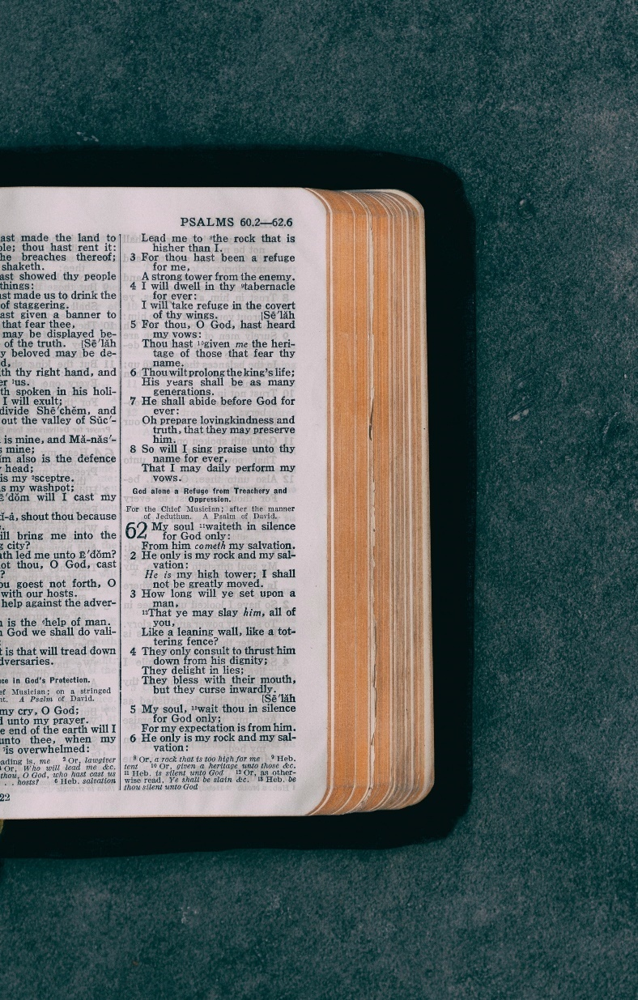 PSALMS 60.2—62.6
ast made the land to
ole; thou hast rent it:
he breaches thereof;
shaketh.
ast showed thy people
things:
ast made us to drink the
of staggering.
ast given a banner to
that fear thee,
may be displayed be-
of the truth. [Sē´lăh
y beloved may be de-
d,
ith thy right hand, and
er ¹us.
th spoken in his holi-
I will exult;
divide Shē´chĕm, and
out the valley of Sŭc´-
is mine, and Mă-năs´-
s mine;
im also is the defence
y head;
is my ²sceptre.
is my washpot;
Ē´dŏm will I cast my
tĭ-á, shout thou because
ill bring me into the
g city?
ath led me unto E´dŏm?
not thou, O God, cast
?
ou goest not forth, O
with our hosts.
help against the adver-
n is the ⁶help of man.
h God we shall do vali-
t is that will tread down
dversaries.
ce in God's Protection.
ef Musician; on a stringed
nt. A Psalm of David.
my cry, O God;
d unto my prayer.
e end of the earth will I
unto thee, when my
⁷is overwhelmed:
ading is, me ² Or, lawgiver
Or, Who will lead me &c.
thou, O God, who hast cast us
. . hosts? ⁶ Heb. salvation
22
Lead me to ⁸the rock that is
higher than I.
3 For thou hast been a refuge
for me,
A strong tower from the enemy.
4 I will dwell in thy ⁹tabernacle
for ever:
I will take refuge in the covert
of thy wings. [Sē´lăh
5 For thou, O God, hast heard
my vows:
Thou hast ¹⁰given me the heri-
tage of those that fear thy
name.
6 Thou wilt prolong the king's life;
His years shall be as many
generations.
7 He shall abide before God for
ever:
Oh prepare lovingkindness and
truth, that they may preserve
him.
8 So will I sing praise unto thy
name for ever,
That I may daily perform my
vows.
God alone a Refuge from Treachery and
Oppression.
For the Chief Musician; after the manner
of Jeduthun. A Psalm of David.
62 My soul ¹¹waiteth in silence
for God only:
From him cometh my salvation.
2 He only is my rock and my sal-
vation:
He is my high tower; I shall
not be greatly moved.
3 How long will ye set upon a
man,
¹²That ye may slay him, all of
you,
Like a leaning wall, like a tot-
tering fence?
4 They only consult to thrust him
down from his dignity;
They delight in lies;
They bless with their mouth,
but they curse inwardly.
[Sē´lăh
5 My soul, ¹³wait thou in silence
for God only;
For my expectation is from him.
6 He only is my rock and my sal-
vation:
⁸ Or, a rock that is too high for me ⁹ Heb.
tent ¹⁰ Or, given a heritage unto those &c.
¹¹ Heb. is silent unto God ¹² Or, as other-
wise read, Ye shall be slain &c. ¹³ Heb. be
thou silent unto God